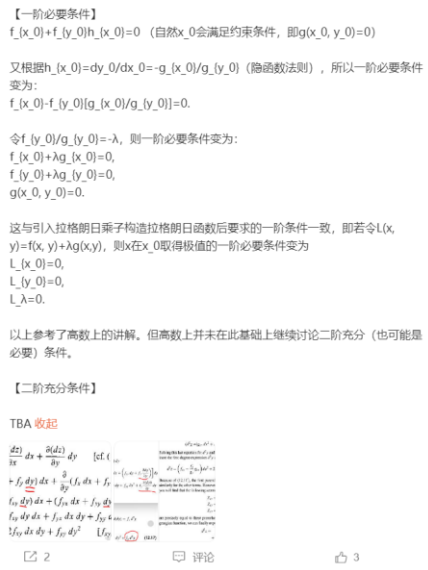 【一阶必要条件】
f_{x_0}+f_{y_0}h_{x_0}=0 （自然x_0会满足约束条件，即g(x_0, y_0)=0）
又根据h_{x_0}=dy_0/dx_0=-g_{x_0}/g_{y_0}（隐函数法则），所以一阶必要条件
变为：
f_{x_0}-f_{y_0}[g_{x_0}/g_{y_0}]=0.
令f_{y_0}/g_{y_0}=-λ，则一阶必要条件变为：
f_{x_0}+λg_{x_0}=0,
f_{y_0}+λg_{y_0}=0,
g(x_0, y_0)=0.
这与引入拉格朗日乘子构造拉格朗日函数后要求的一阶条件一致，即若令L(x,
y)=f(x, y)+λg(x,y)，则x在x_0取得极值的一阶必要条件变为
L_{x_0}=0,
L_{y_0}=0,
L_λ=0.
以上参考了高数上的讲解。但高数上并未在此基础上继续讨论二阶充分（也可能是
必要）条件。
【二阶充分条件】
TBA 收起
2 评论 3